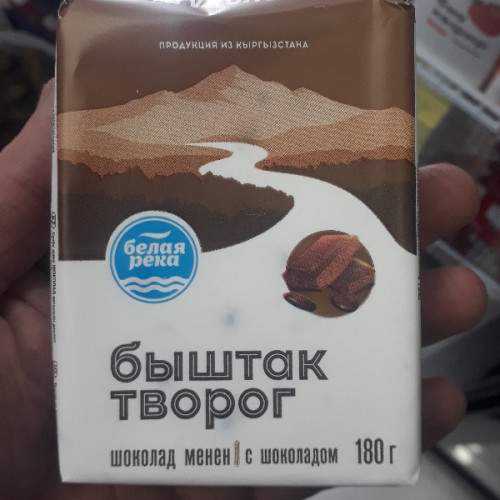 ПРОДУКЦИЯ ИЗ КЫРГЫЗСТАНА
белая
река
быштак
творог
шоколад менен с шоколадом 180 г